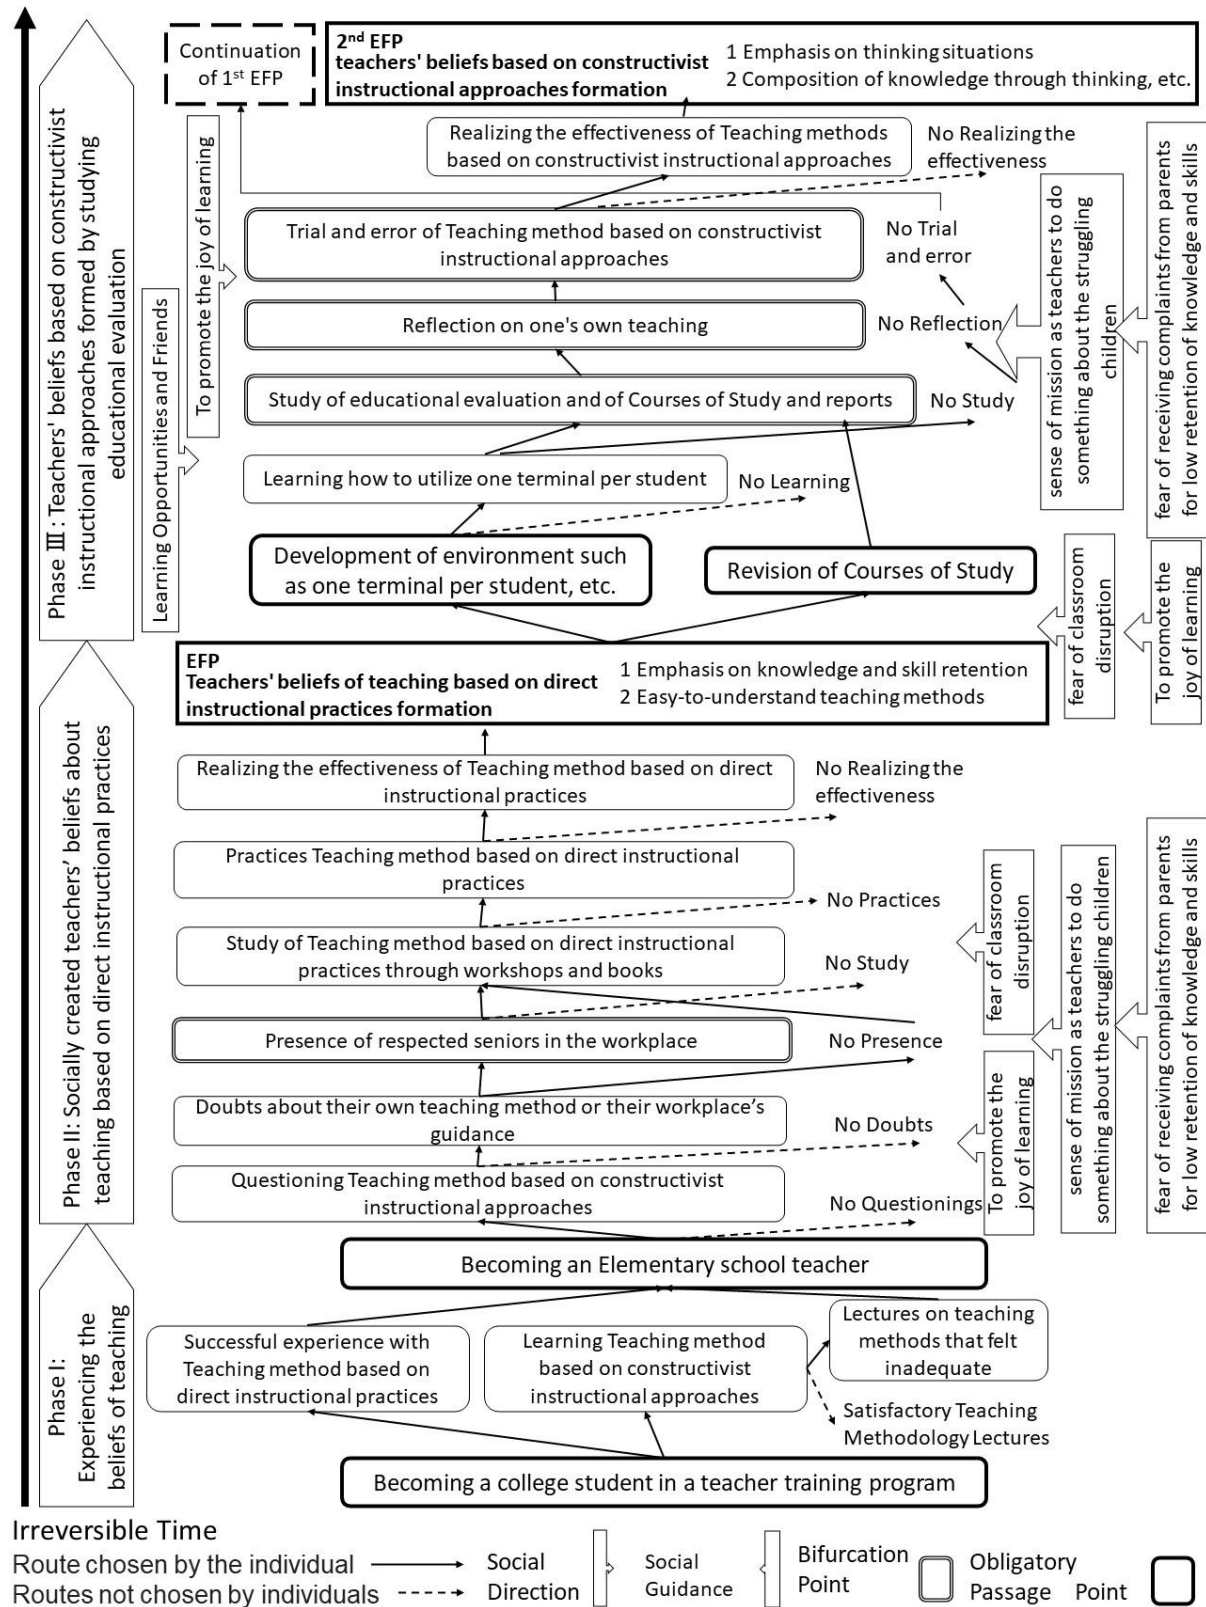 Continuation
of 1st EFP
2nd EFP
teachers' beliefs based on constructivist
instructional approaches formation
1 Emphasis on thinking situations
2 Composition of knowledge through thinking, etc.
Realizing the effectiveness of Teaching methods
based on constructivist instructional approaches
No Realizing the
effectiveness
Trial and error of Teaching method based on constructivist
instructional approaches
No Trial
and error
Reflection on one's own teaching
No Reflection
Study of educational evaluation and of Courses of Study and reports
No Study
Learning how to utilize one terminal per student
No Learning
Development of environment such
as one terminal per student, etc.
Revision of Courses of Study
Phase III : Teachers' beliefs based on constructivist
instructional approaches formed by studying
educational evaluation
Learning Opportunities and Friends
To promote the joy of learning
sense of mission as teachers to do
something about the struggling
children
fear of receiving complaints from parents
for low retention of knowledge and skills
fear of classroom
disruption
To promote the
joy of learning
EFP
Teachers' beliefs of teaching based on direct
instructional practices formation
1 Emphasis on knowledge and skill retention
2 Easy-to-understand teaching methods
Realizing the effectiveness of Teaching method based on direct
instructional practices
No Realizing the
effectiveness
Practices Teaching method based on direct instructional
practices
No Practices
Study of Teaching method based on direct instructional
practices through workshops and books
No Study
Presence of respected seniors in the workplace
No Presence
Doubts about their own teaching method or their workplace's
guidance
No Doubts
Questioning Teaching method based on constructivist
instructional approaches
No Questionings
Phase II: Socially created teachers' beliefs about
teaching based on direct instructional practices
fear of classroom
disruption
To promote the
joy of learning
sense of mission as teachers to do
something about the struggling children
fear of receiving complaints from parents
for low retention of knowledge and skills
Becoming an Elementary school teacher
Successful experience with
Teaching method based on
direct instructional practices
Learning Teaching method
based on constructivist
instructional approaches
Lectures on teaching
methods that felt
inadequate
Satisfactory Teaching
Methodology Lectures
Becoming a college student in a teacher training program
Phase I:
Experiencing the
beliefs of teaching
Irreversible Time
Route chosen by the individual
Routes not chosen by individuals
Social
Direction
Social
Guidance
Bifurcation
Point
Obligatory
Passage Point